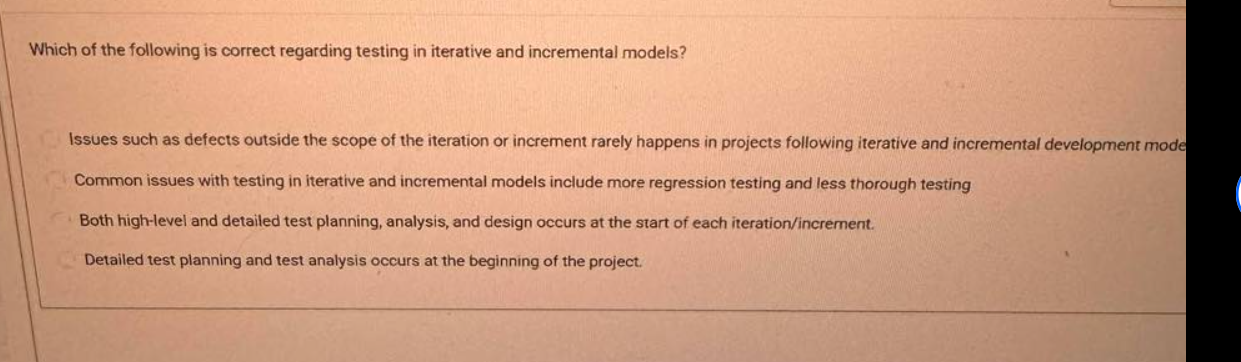 Which of the following is correct regarding testing in iterative and incremental models?
Issues such as defects outside the scope of the iteration or increment rarely happens in projects following iterative and incremental development mode
Common issues with testing in iterative and incremental models include more regression testing and less thorough testing
Both high-level and detailed test planning, analysis, and design occurs at the start of each iteration/increment.
Detailed test planning and test analysis occurs at the beginning of the project.